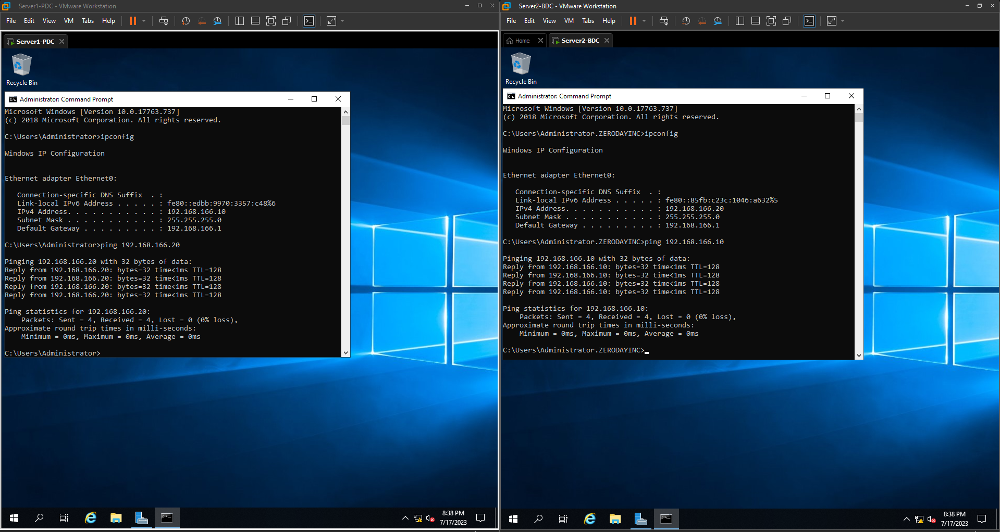 Server1-PDC - VMware Workstation
File Edit View VM Tabs Help
Server1-PDC
Recycle Bin
Administrator: Command Prompt
Microsoft Windows [Version 10.0.17763.737]
(c) 2018 Microsoft Corporation. All rights reserved.
C:\Users\Administrator>ipconfig
Windows IP Configuration
Ethernet adapter Ethernet0:
Connection-specific DNS Suffix  . :
Link-local IPv6 Address . . . . . : fe80::edbb:9970:3357:c48%6
IPv4 Address. . . . . . . . . . . : 192.168.166.10
Subnet Mask . . . . . . . . . . . : 255.255.255.0
Default Gateway . . . . . . . . . : 192.168.166.1
C:\Users\Administrator>ping 192.168.166.20
Pinging 192.168.166.20 with 32 bytes of data:
Reply from 192.168.166.20: bytes=32 time<1ms TTL=128
Reply from 192.168.166.20: bytes=32 time<1ms TTL=128
Reply from 192.168.166.20: bytes=32 time<1ms TTL=128
Reply from 192.168.166.20: bytes=32 time<1ms TTL=128
Ping statistics for 192.168.166.20:
Packets: Sent = 4, Received = 4, Lost = 0 (0% loss),
Approximate round trip times in milli-seconds:
Minimum = 0ms, Maximum = 0ms, Average = 0ms
C:\Users\Administrator>
8:38 PM
7/17/2023
Server2-BDC - VMware Workstation
File Edit View VM Tabs Help
Home Server2-BDC
Recycle Bin
Administrator: Command Prompt
Microsoft Windows [Version 10.0.17763.737]
(c) 2018 Microsoft Corporation. All rights reserved.
C:\Users\Administrator.ZERODAYINC>ipconfig
Windows IP Configuration
Ethernet adapter Ethernet0:
Connection-specific DNS Suffix  . :
Link-local IPv6 Address . . . . . : fe80::85fb:c23c:1046:a632%5
IPv4 Address. . . . . . . . . . . : 192.168.166.20
Subnet Mask . . . . . . . . . . . : 255.255.255.0
Default Gateway . . . . . . . . . : 192.168.166.1
C:\Users\Administrator.ZERODAYINC>ping 192.168.166.10
Pinging 192.168.166.10 with 32 bytes of data:
Reply from 192.168.166.10: bytes=32 time<1ms TTL=128
Reply from 192.168.166.10: bytes=32 time<1ms TTL=128
Reply from 192.168.166.10: bytes=32 time<1ms TTL=128
Reply from 192.168.166.10: bytes=32 time<1ms TTL=128
Ping statistics for 192.168.166.10:
Packets: Sent = 4, Received = 4, Lost = 0 (0% loss),
Approximate round trip times in milli-seconds:
Minimum = 0ms, Maximum = 0ms, Average = 0ms
C:\Users\Administrator.ZERODAYINC>
8:38 PM
7/17/2023